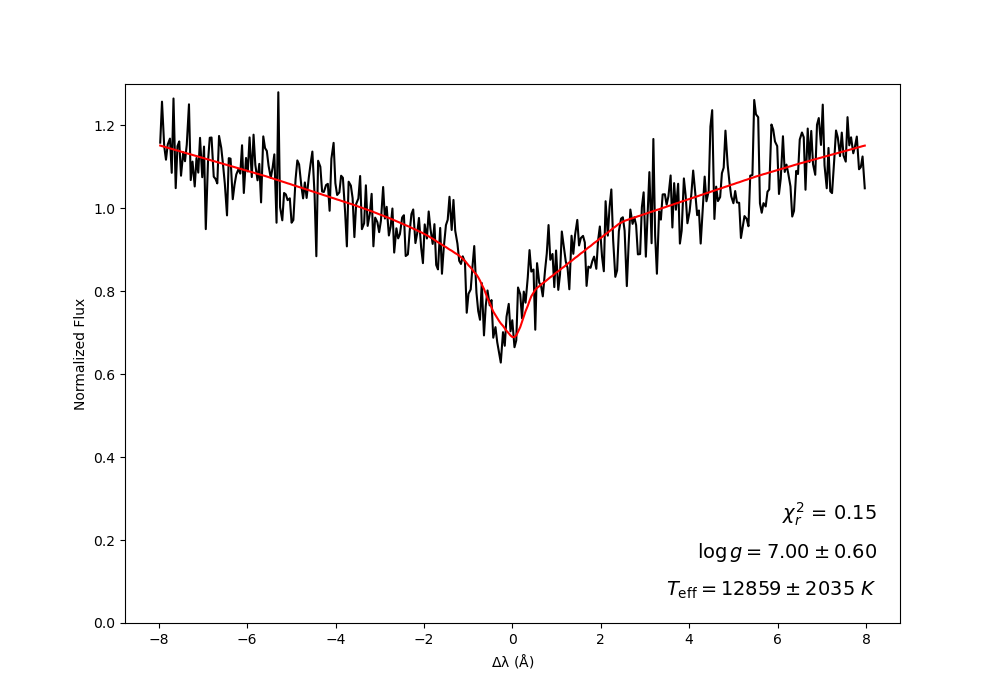 1.2
1.0
0.8
0.6
0.4
0.2
0.0
Normalized Flux
χ²ᵣ = 0.15
log g = 7.00 ± 0.60
T_eff = 12859 ± 2035 K
−8 −6 −4 −2 0 2 4 6 8
Δλ (Å)